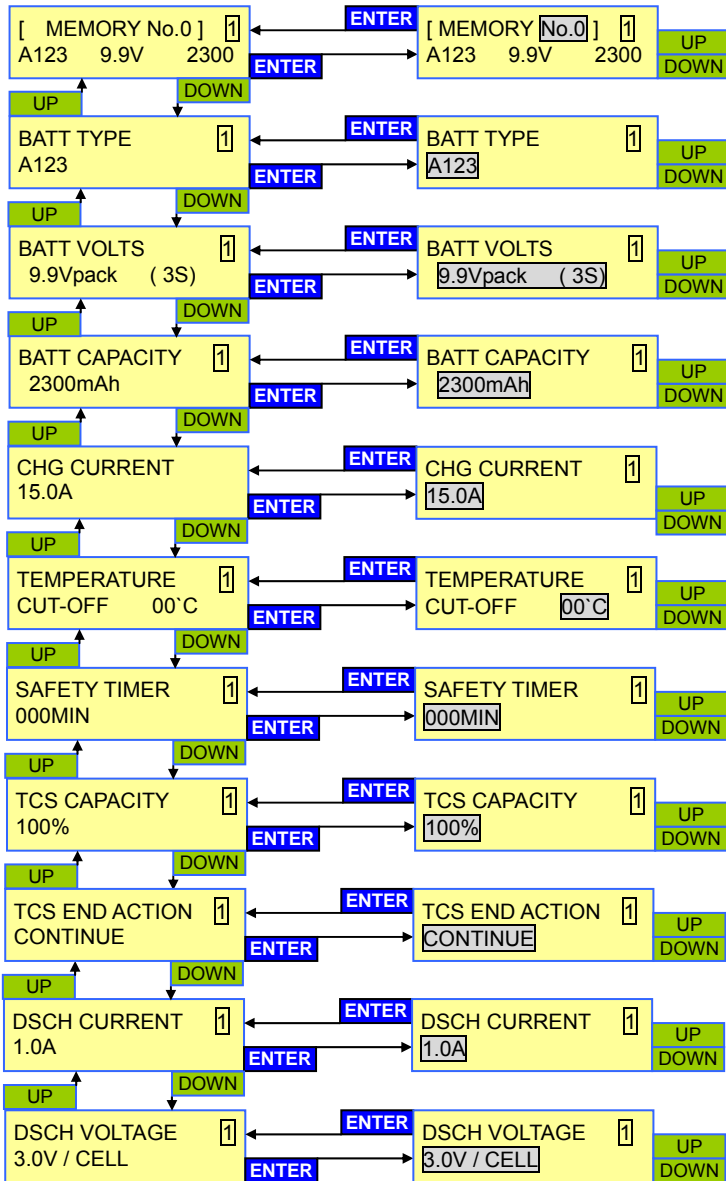 [ MEMORY No.0 ] 1 ENTER [ MEMORY No.0 ] 1 UP
A123 9.9V 2300 ENTER A123 9.9V 2300 DOWN
UP DOWN
BATT TYPE 1 ENTER BATT TYPE 1 UP
A123 ENTER A123 DOWN
UP DOWN
BATT VOLTS 1 ENTER BATT VOLTS 1 UP
9.9Vpack ( 3S) ENTER 9.9Vpack ( 3S) DOWN
UP DOWN
BATT CAPACITY 1 ENTER BATT CAPACITY 1 UP
2300mAh ENTER 2300mAh DOWN
UP DOWN
CHG CURRENT ENTER CHG CURRENT 1 UP
15.0A ENTER 15.0A DOWN
UP DOWN
TEMPERATURE 1 ENTER TEMPERATURE 1 UP
CUT-OFF 00`C ENTER CUT-OFF 00`C DOWN
UP DOWN
SAFETY TIMER 1 ENTER SAFETY TIMER 1 UP
000MIN ENTER 000MIN DOWN
UP DOWN
TCS CAPACITY 1 ENTER TCS CAPACITY 1 UP
100% ENTER 100% DOWN
UP DOWN
TCS END ACTION 1 ENTER TCS END ACTION 1 UP
CONTINUE ENTER CONTINUE DOWN
UP DOWN
DSCH CURRENT 1 ENTER DSCH CURRENT 1 UP
1.0A ENTER 1.0A DOWN
UP DOWN
DSCH VOLTAGE 1 ENTER DSCH VOLTAGE 1 UP
3.0V / CELL ENTER 3.0V / CELL DOWN